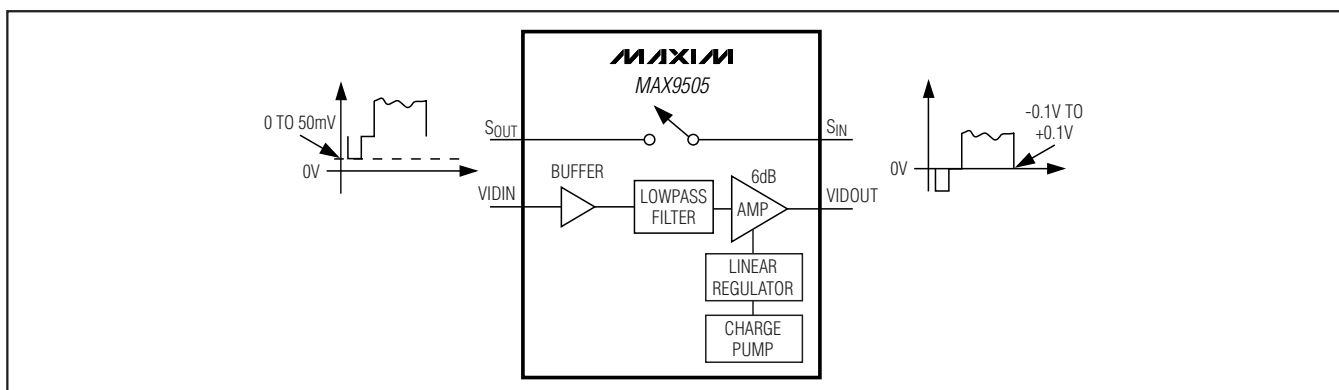 MAXIM
MAX9505
0 TO 50mV
0V
SOUT
SIN
VIDIN
BUFFER
LOWPASS
FILTER
6dB
AMP
VIDOUT
LINEAR
REGULATOR
CHARGE
PUMP
-0.1V TO
+0.1V
0V